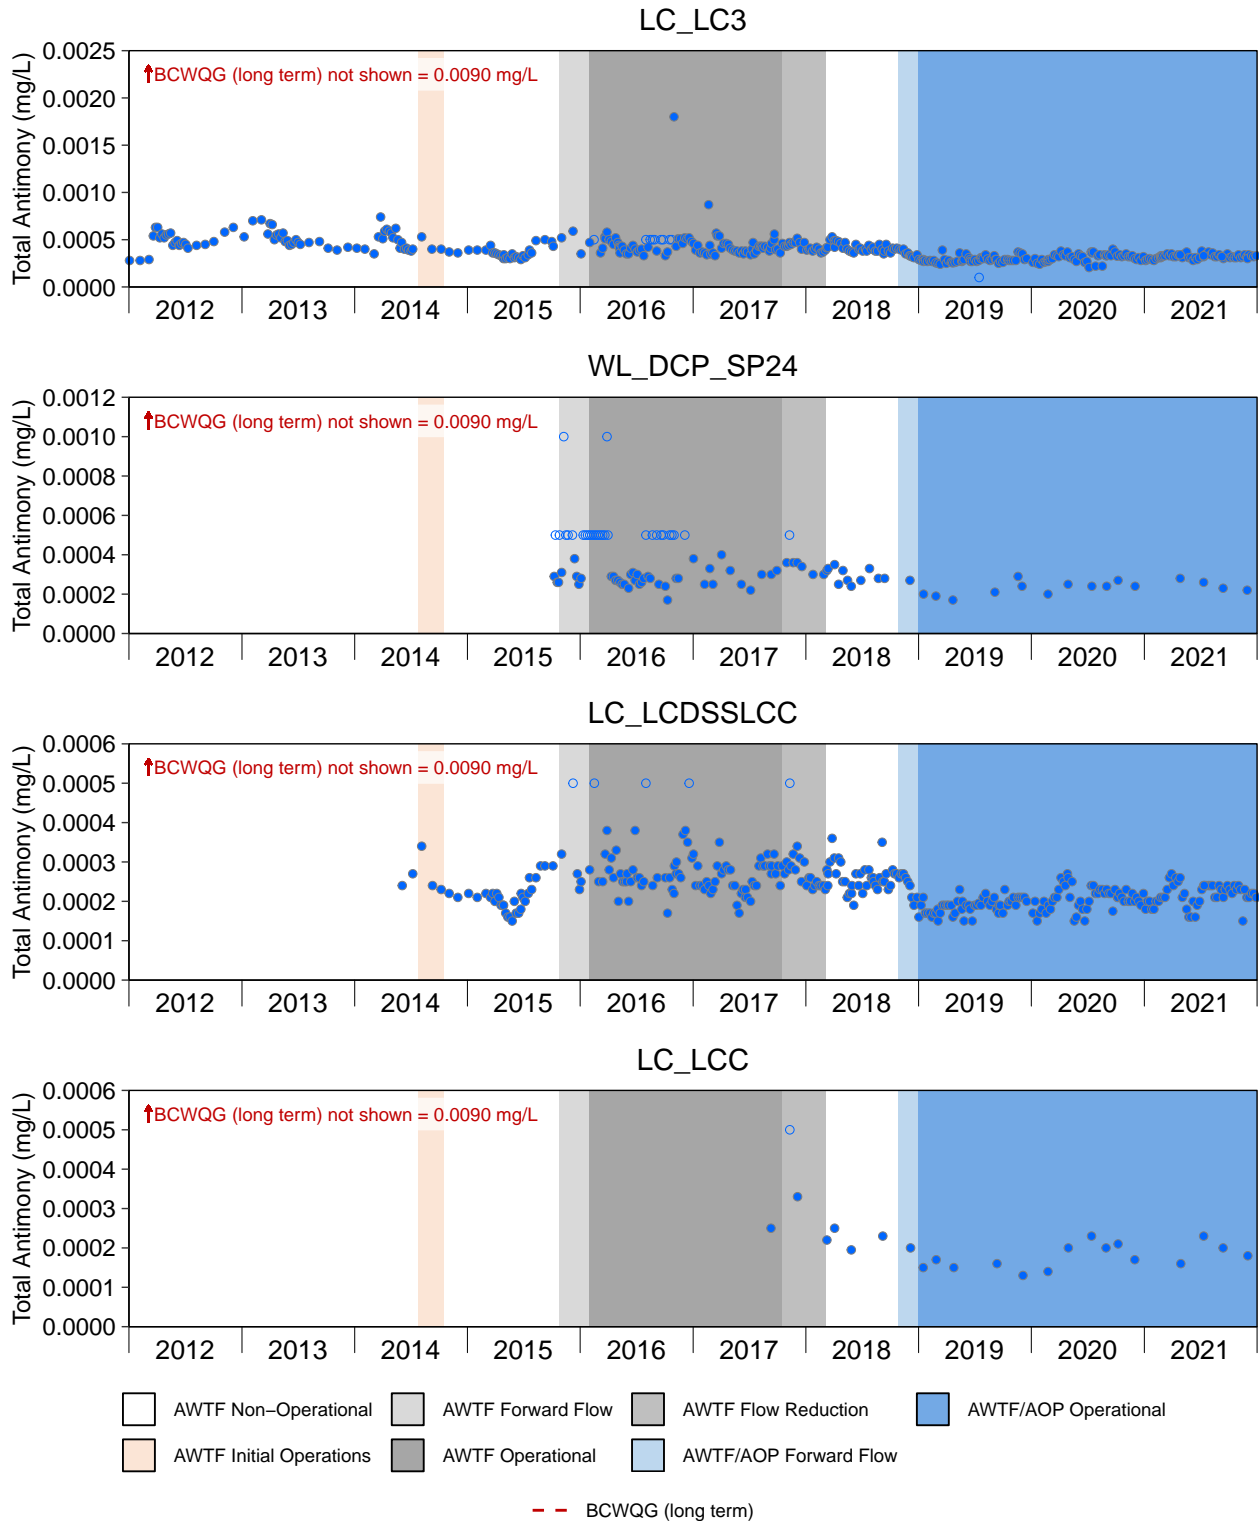 LC_LC3
Total Antimony (mg/L)
0.0025
0.0020
0.0015
0.0010
0.0005
0.0000
BCWQG (long term) not shown = 0.0090 mg/L
2012 2013 2014 2015 2016 2017 2018 2019 2020 2021
WL_DCP_SP24
Total Antimony (mg/L)
0.0012
0.0010
0.0008
0.0006
0.0004
0.0002
0.0000
BCWQG (long term) not shown = 0.0090 mg/L
2012 2013 2014 2015 2016 2017 2018 2019 2020 2021
LC_LCDSSLCC
Total Antimony (mg/L)
0.0006
0.0005
0.0004
0.0003
0.0002
0.0001
0.0000
BCWQG (long term) not shown = 0.0090 mg/L
2012 2013 2014 2015 2016 2017 2018 2019 2020 2021
LC_LCC
Total Antimony (mg/L)
0.0006
0.0005
0.0004
0.0003
0.0002
0.0001
0.0000
BCWQG (long term) not shown = 0.0090 mg/L
2012 2013 2014 2015 2016 2017 2018 2019 2020 2021
AWTF Non−Operational AWTF Forward Flow AWTF Flow Reduction AWTF/AOP Operational
AWTF Initial Operations AWTF Operational AWTF/AOP Forward Flow
BCWQG (long term)